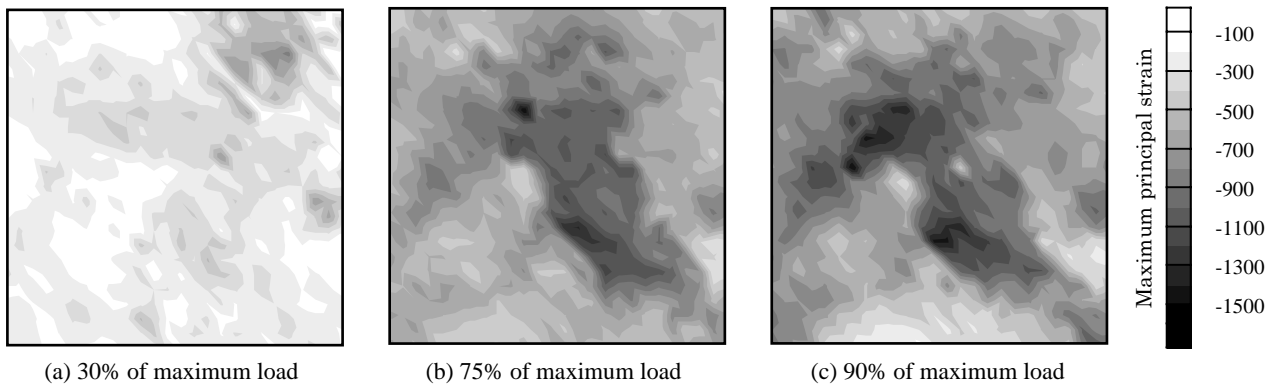 Maximum principal strain
-100
-300
-500
-700
-900
-1100
-1300
-1500
(a) 30% of maximum load
(b) 75% of maximum load
(c) 90% of maximum load